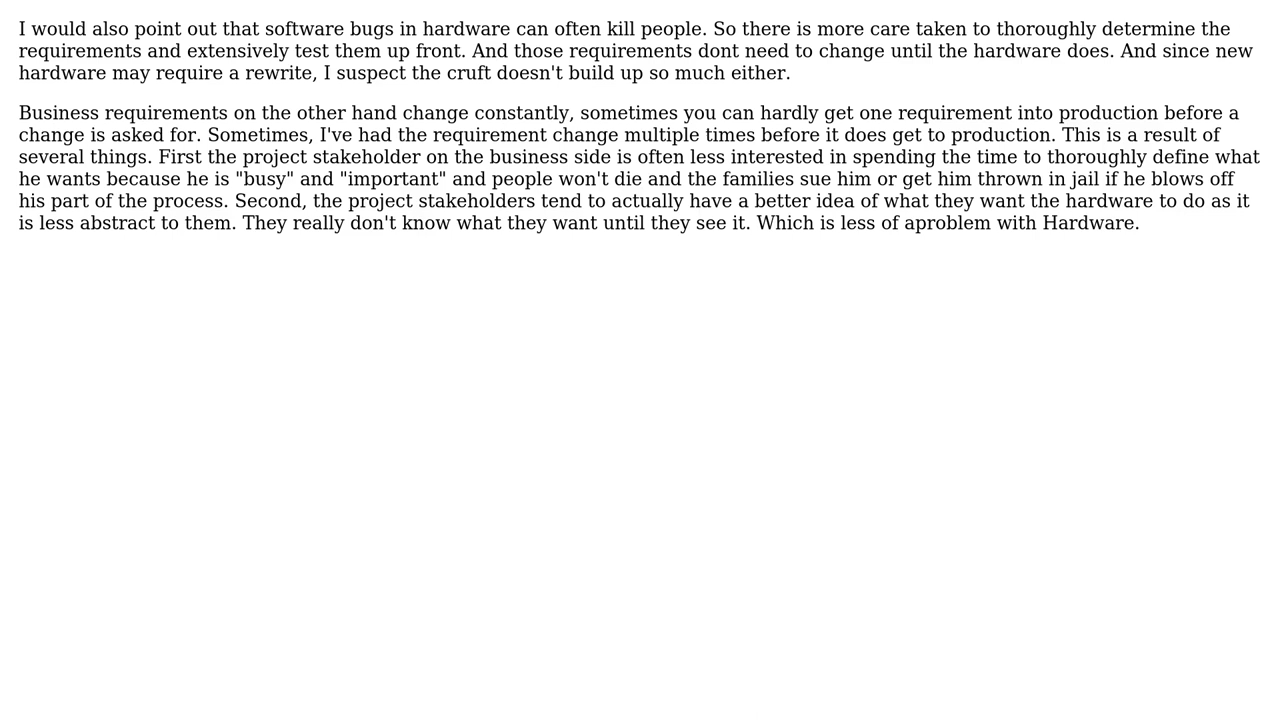 I would also point out that software bugs in hardware can often kill people. So there is more care taken to thoroughly determine the
requirements and extensively test them up front. And those requirements dont need to change until the hardware does. And since new
hardware may require a rewrite, I suspect the cruft doesn't build up so much either.
Business requirements on the other hand change constantly, sometimes you can hardly get one requirement into production before a
change is asked for. Sometimes, I've had the requirement change multiple times before it does get to production. This is a result of
several things. First the project stakeholder on the business side is often less interested in spending the time to thoroughly define what
he wants because he is "busy" and "important" and people won't die and the families sue him or get him thrown in jail if he blows off
his part of the process. Second, the project stakeholders tend to actually have a better idea of what they want the hardware to do as it
is less abstract to them. They really don't know what they want until they see it. Which is less of aproblem with Hardware.